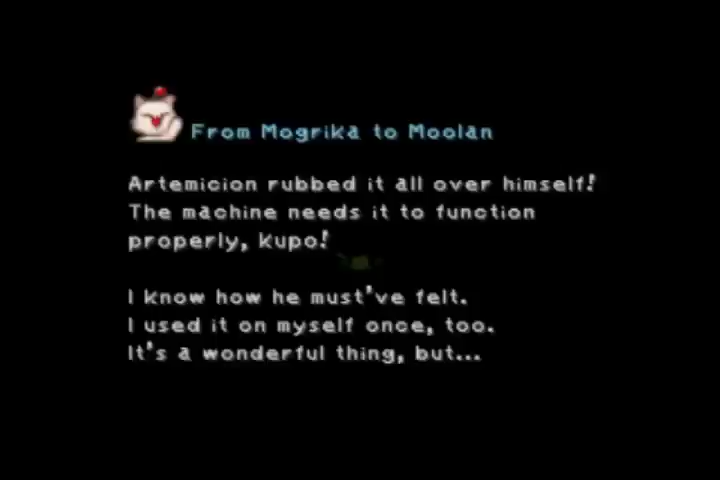 From Mogrika to Moolan
Artemicion rubbed it all over himself!
The machine needs it to function
properly, kupo!
I know how he must've felt.
I used it on myself once, too.
It's a wonderful thing, but...